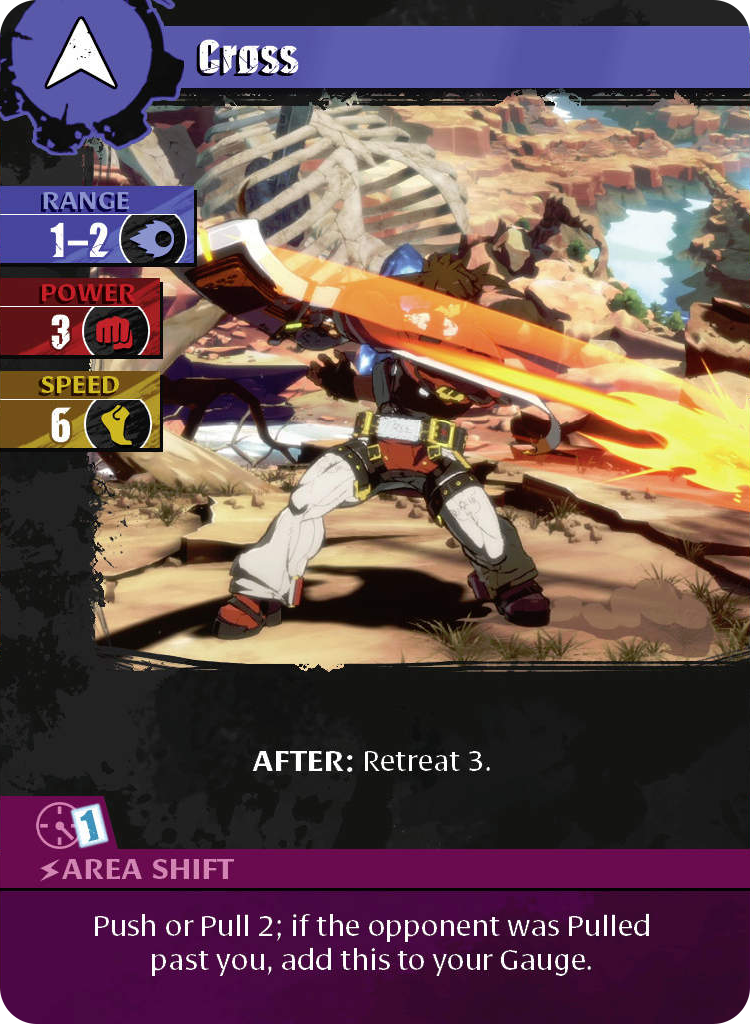 Cross
RANGE
1–2
POWER
3
SPEED
6
AFTER: Retreat 3.
1
⚡AREA SHIFT
Push or Pull 2; if the opponent was Pulled
past you, add this to your Gauge.